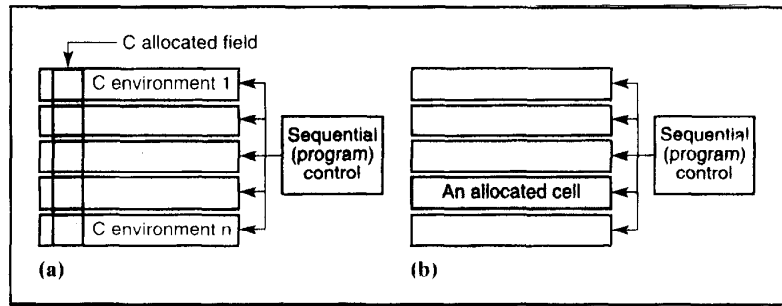 C allocated field
C environment 1
C environment n
Sequential
(program)
control
(a)
An allocated cell
Sequential
(program)
control
(b)